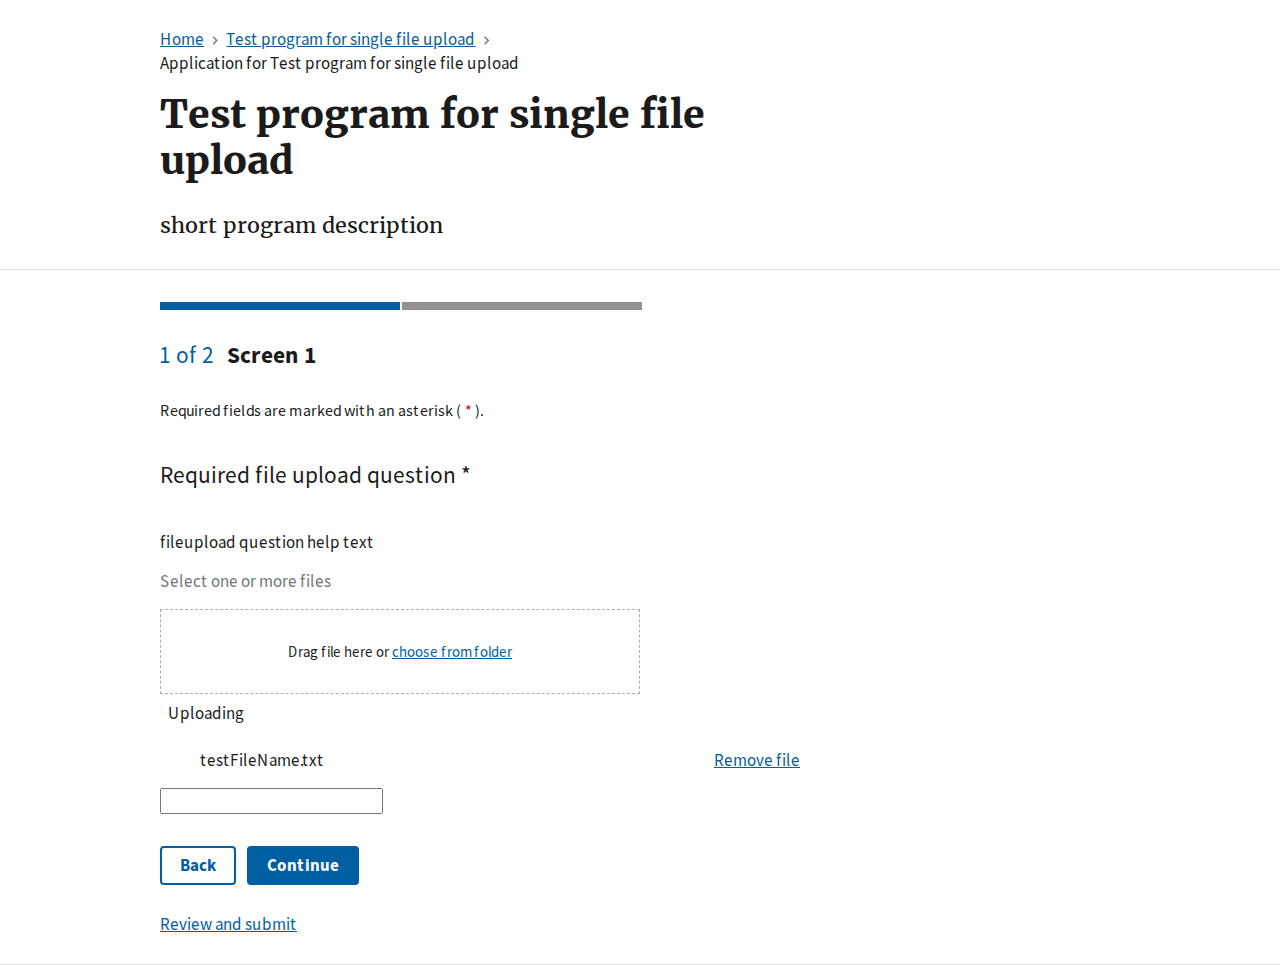 Home > Test program for single file upload >
Application for Test program for single file upload
Test program for single file
upload
short program description
1 of 2 Screen 1
Required fields are marked with an asterisk ( * ).
Required file upload question *
fileupload question help text
Select one or more files
Drag file here or choose from folder
Uploading
testFileName.txt Remove file
Back Continue
Review and submit